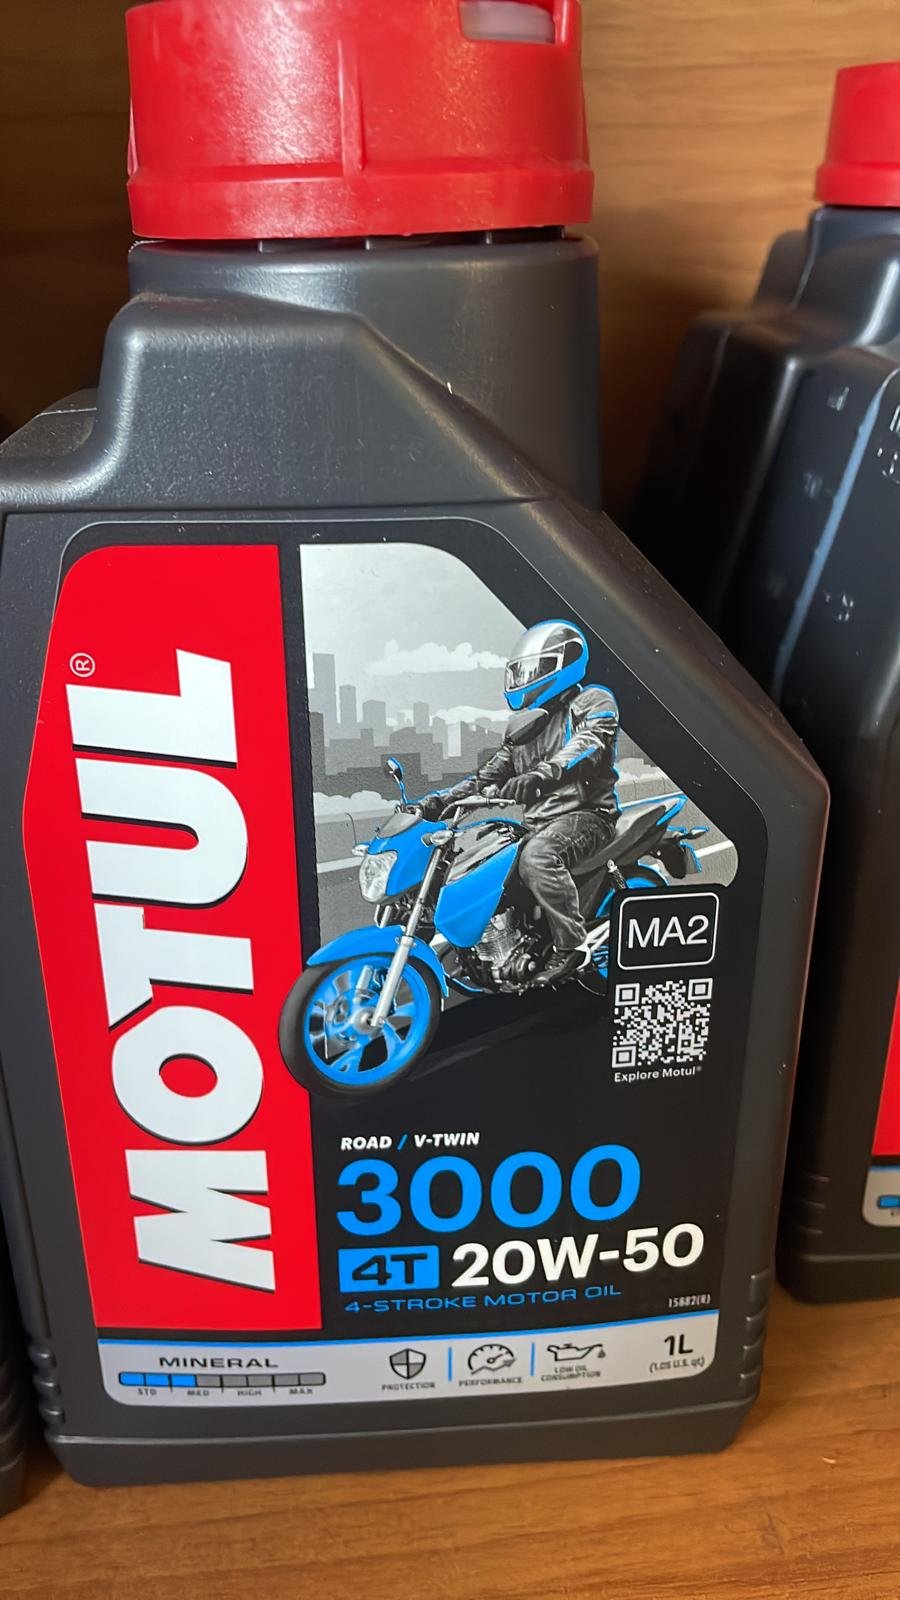 MOTUL®
MA2
Explore Motul®
ROAD / V-TWIN
3000
4T 20W-50
4-STROKE MOTOR OIL
15882(R)
MINERAL
STD MED HIGH MAX
PROTECTION
PERFORMANCE
LOW OIL
CONSUMPTION
1L
(1.05 U.S. qt)